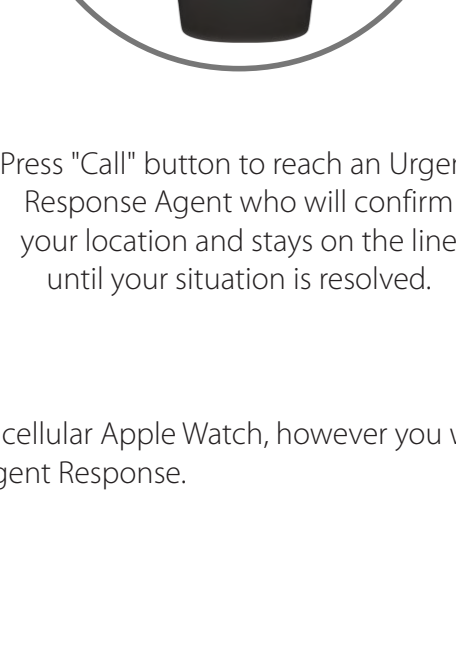 Press "Call" button to reach an Urgen
Response Agent who will confirm
your location and stays on the line
until your situation is resolved.
cellular Apple Watch, however you w
gent Response.